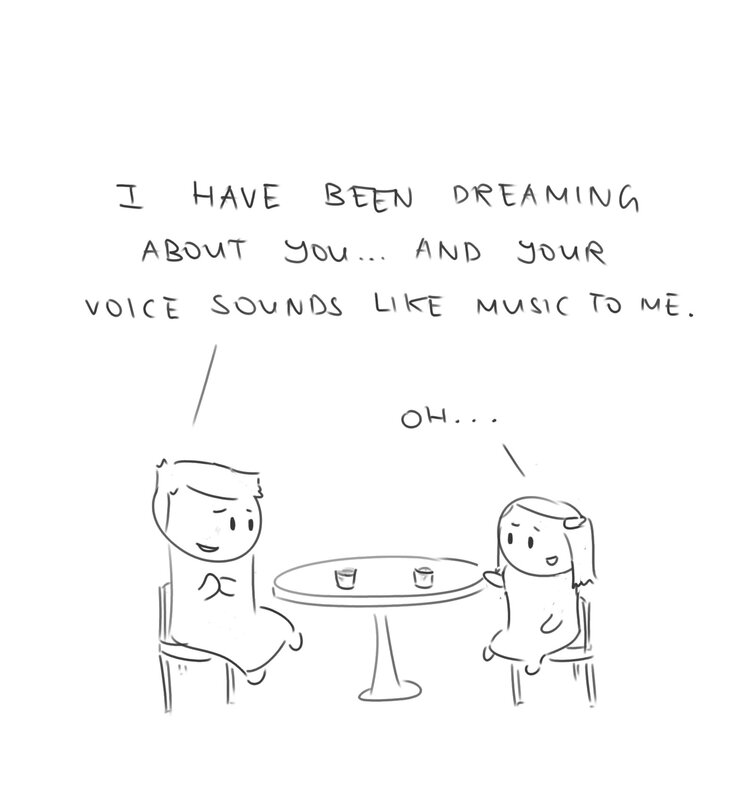 I HAVE BEEN DREAMING
ABOUT YOU... AND YOUR
VOICE SOUNDS LIKE MUSIC TO ME.
OH...